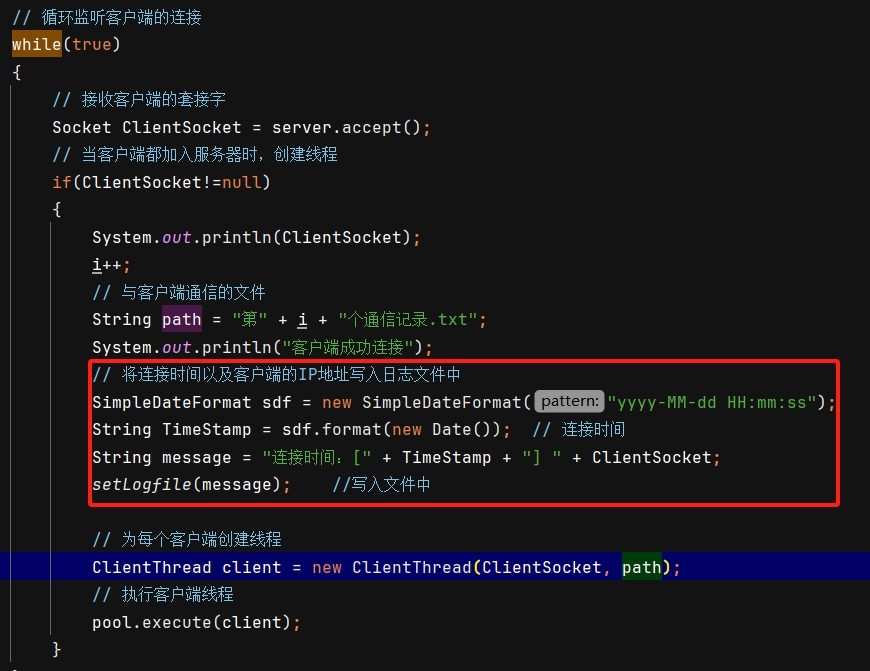 // 循环监听客户端的连接
while(true)
{
// 接收客户端的套接字
Socket ClientSocket = server.accept();
// 当客户端都加入服务器时，创建线程
if(ClientSocket!=null)
{
System.out.println(ClientSocket);
i++;
// 与客户端通信的文件
String path = "第" + i + "个通信记录.txt";
System.out.println("客户端成功连接");
// 将连接时间以及客户端的IP地址写入日志文件中
SimpleDateFormat sdf = new SimpleDateFormat( pattern: "yyyy-MM-dd HH:mm:ss");
String TimeStamp = sdf.format(new Date()); // 连接时间
String message = "连接时间：[" + TimeStamp + "] " + ClientSocket;
setLogfile(message); //写入文件中
// 为每个客户端创建线程
ClientThread client = new ClientThread(ClientSocket, path);
// 执行客户端线程
pool.execute(client);
}